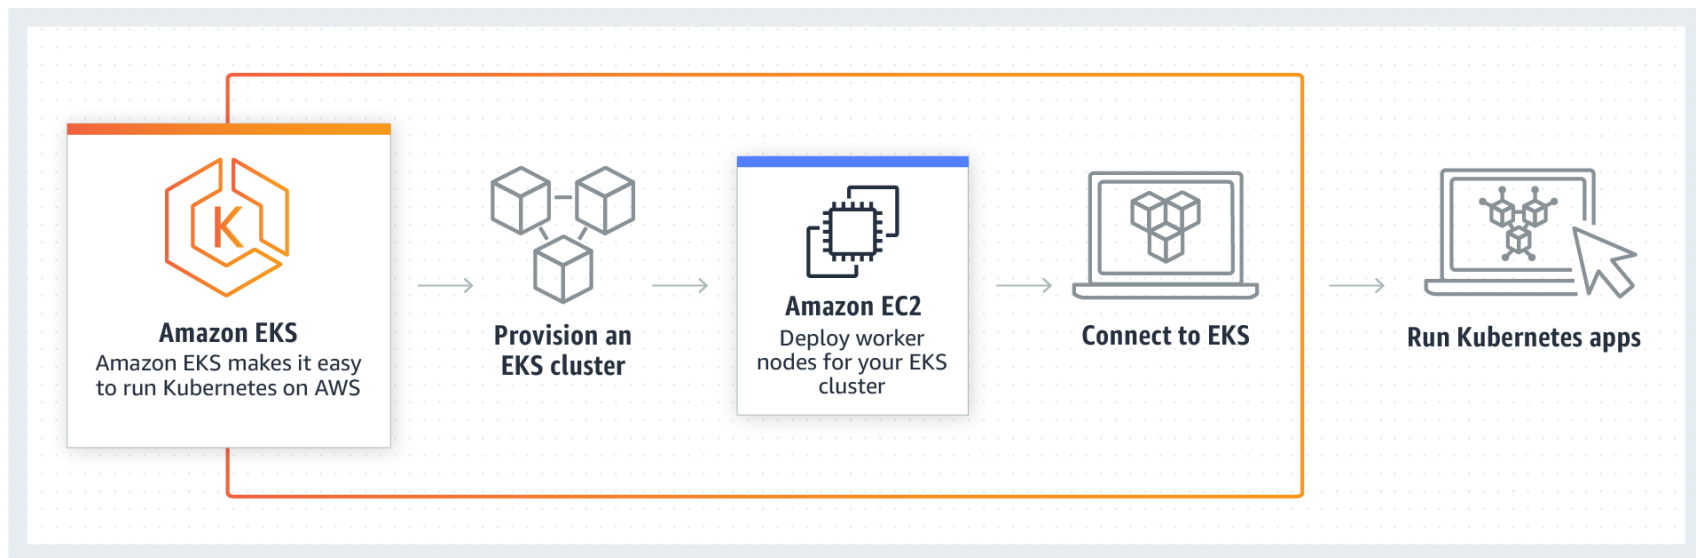 K
Amazon EKS
Amazon EKS makes it easy
to run Kubernetes on AWS
Provision an
EKS cluster
Amazon EC2
Deploy worker
nodes for your EKS
cluster
Connect to EKS
Run Kubernetes apps